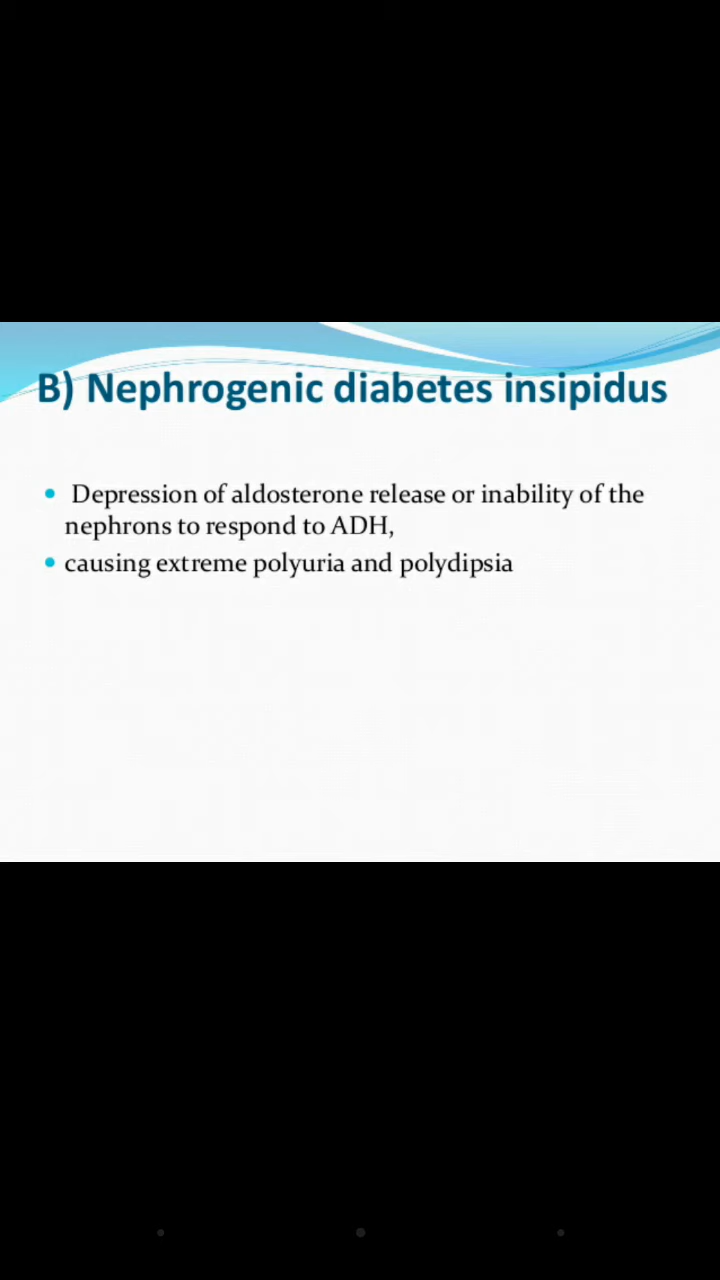 B) Nephrogenic diabetes insipidus
• Depression of aldosterone release or inability of the
nephrons to respond to ADH,
• causing extreme polyuria and polydipsia